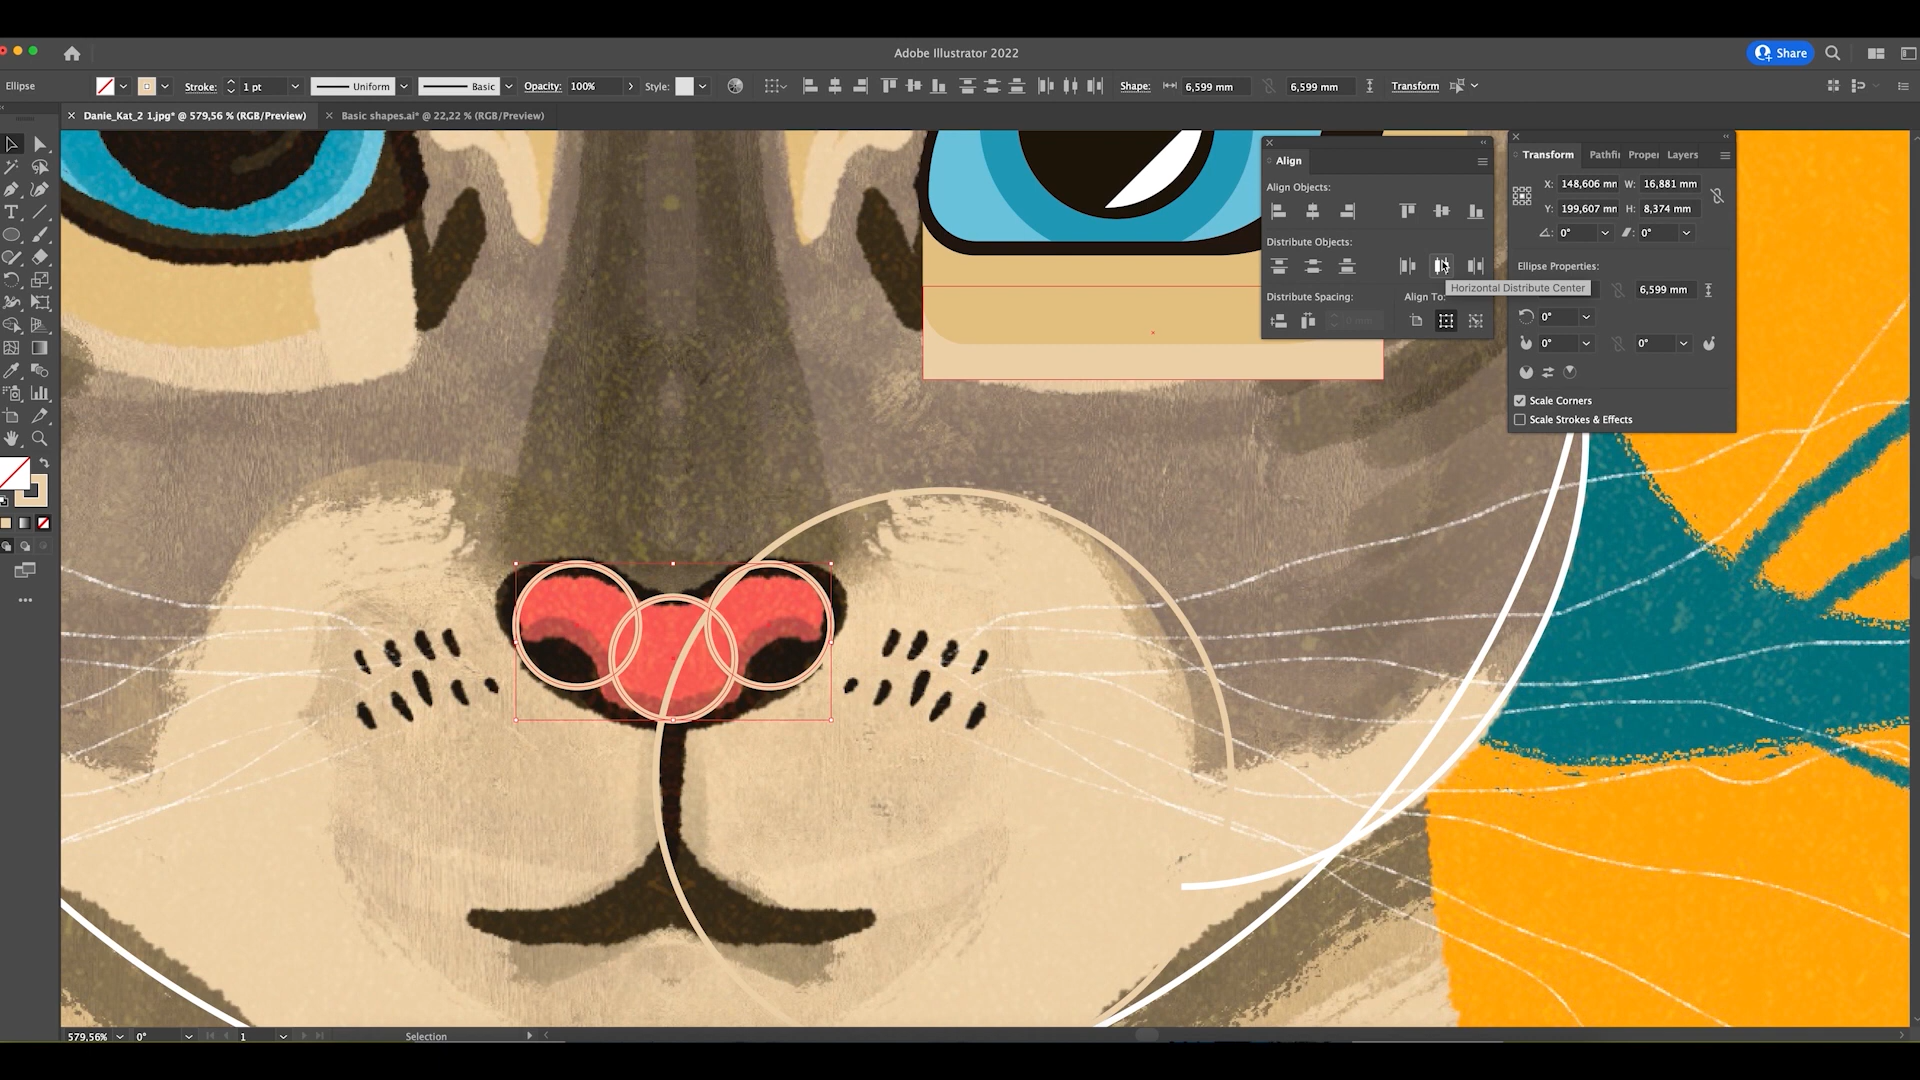 Adobe Illustrator 2022
Share
Ellipse
Stroke:
1 pt
Uniform
Basic
Opacity:
100%
Style:
Shape:
6,599 mm
6,599 mm
Transform
Danie_Kat_2 1.jpg* @ 579,56 % (RGB/Preview)
Basic shapes.ai* @ 22,22 % (RGB/Preview)
Align
Align Objects:
Distribute Objects:
Horizontal Distribute Center
Distribute Spacing:
Align To:
0 mm
Transform
Pathfi
Proper
Layers
X:
148,606 mm
W:
16,881 mm
Y:
199,607 mm
H:
8,374 mm
0°
0°
Ellipse Properties:
6,599 mm
0°
0°
0°
Scale Corners
Scale Strokes & Effects
579,56%
0°
1
Selection